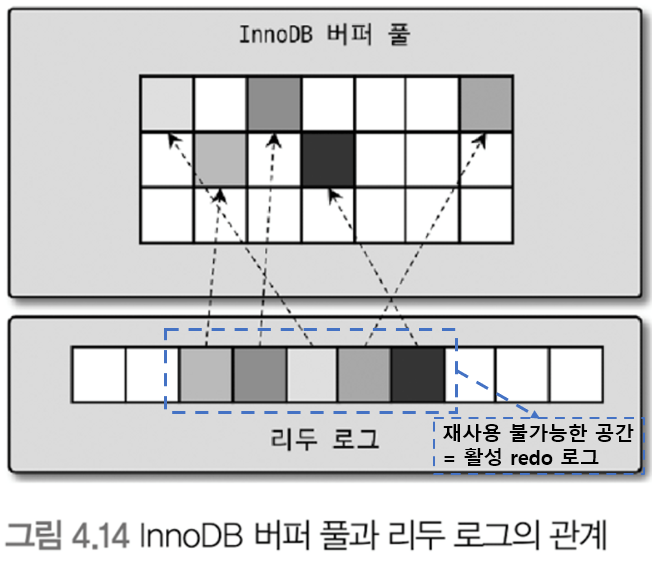 InnoDB 버퍼 풀
리두 로그
재사용 불가능한 공간
= 활성 redo 로그
그림 4.14 InnoDB 버퍼 풀과 리두 로그의 관계